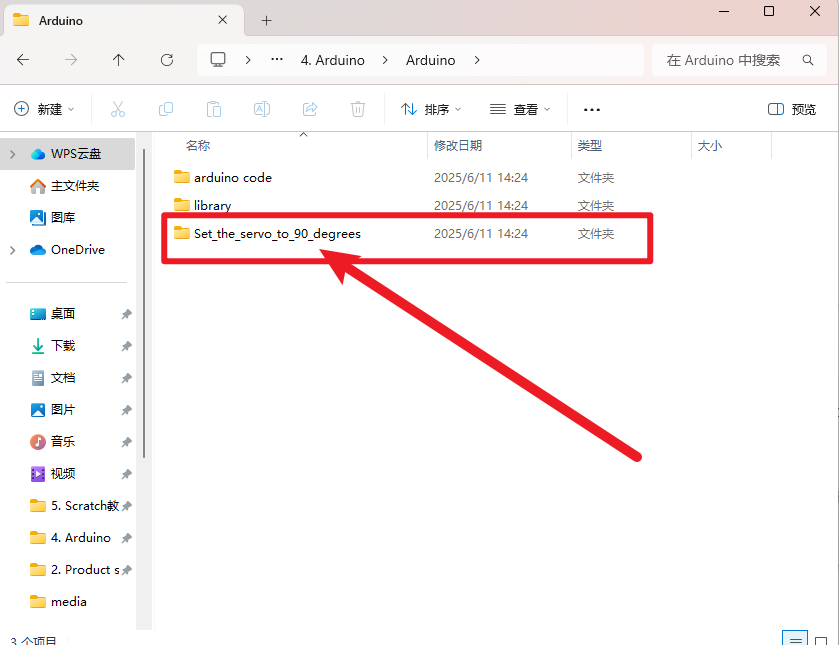 Arduino
4. Arduino
Arduino
在 Arduino 中搜索
新建
排序
查看
预览
名称
修改日期
类型
大小
arduino code 2025/6/11 14:24 文件夹
library 2025/6/11 14:24 文件夹
Set_the_servo_to_90_degrees 2025/6/11 14:24 文件夹
WPS云盘
主文件夹
图库
OneDrive
桌面
下载
文档
图片
音乐
视频
5. Scratch教
4. Arduino
2. Product s
media
3 个项目